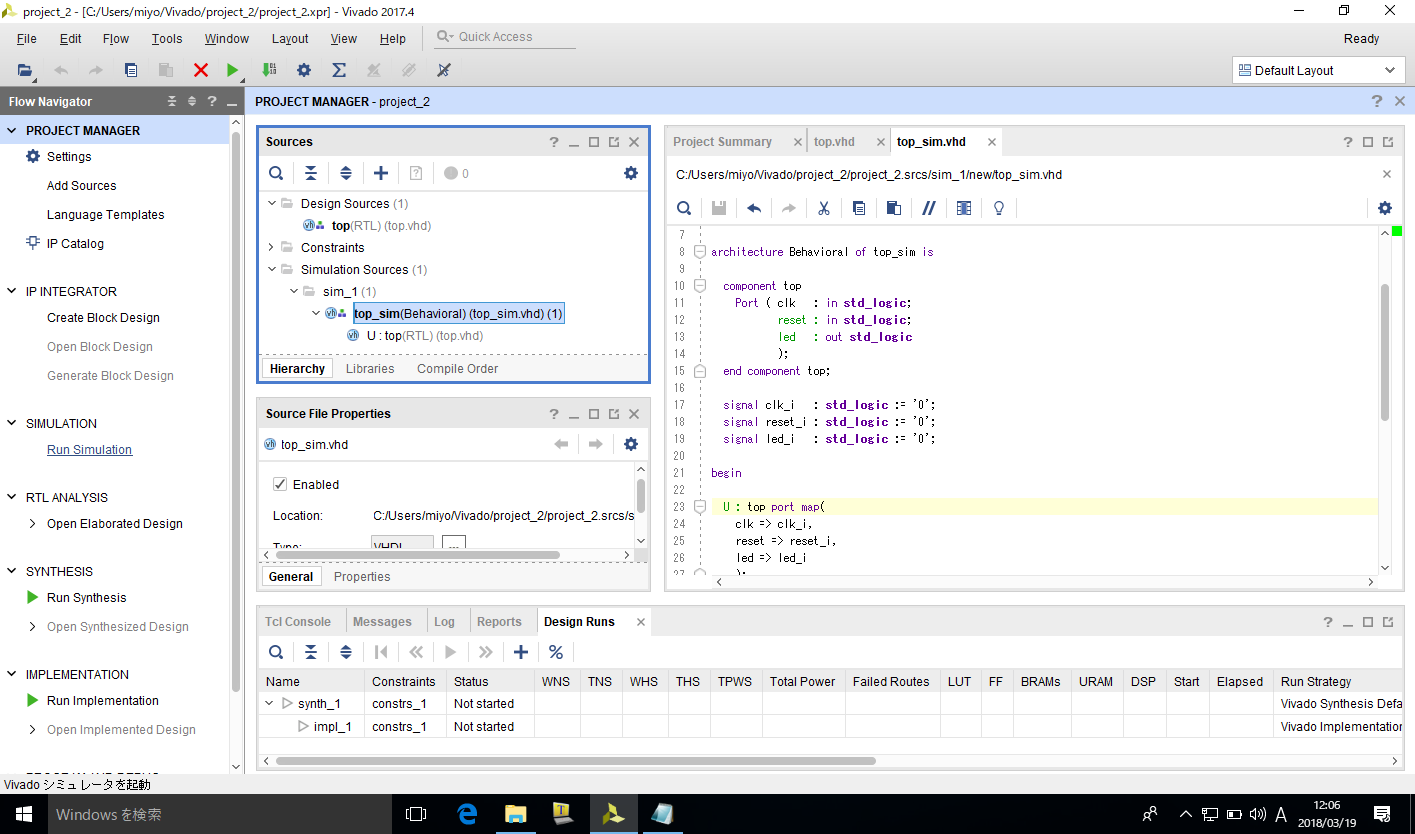 project_2 - [C:/Users/miyo/Vivado/project_2/project_2.xpr] - Vivado 2017.4
File Edit Flow Tools Window Layout View Help Quick Access Ready
Default Layout
Flow Navigator
PROJECT MANAGER - project_2
PROJECT MANAGER
Settings
Add Sources
Language Templates
IP Catalog
IP INTEGRATOR
Create Block Design
Open Block Design
Generate Block Design
SIMULATION
Run Simulation
RTL ANALYSIS
Open Elaborated Design
SYNTHESIS
Run Synthesis
Open Synthesized Design
IMPLEMENTATION
Run Implementation
Open Implemented Design
Sources
0
Design Sources (1)
top(RTL) (top.vhd)
Constraints
Simulation Sources (1)
sim_1 (1)
top_sim(Behavioral) (top_sim.vhd) (1)
U : top(RTL) (top.vhd)
Hierarchy Libraries Compile Order
Source File Properties
top_sim.vhd
Enabled
Location: C:/Users/miyo/Vivado/project_2/project_2.srcs/s
Type: VHDL ...
General Properties
Project Summary top.vhd top_sim.vhd
C:/Users/miyo/Vivado/project_2/project_2.srcs/sim_1/new/top_sim.vhd
7
8 architecture Behavioral of top_sim is
9
10 component top
11 Port ( clk : in std_logic;
12 reset : in std_logic;
13 led : out std_logic
14 );
15 end component top;
16
17 signal clk_i : std_logic := '0';
18 signal reset_i : std_logic := '0';
19 signal led_i : std_logic := '0';
20
21 begin
22
23 U : top port map(
24 clk => clk_i,
25 reset => reset_i,
26 led => led_i
27 );
Tcl Console Messages Log Reports Design Runs
Name Constraints Status WNS TNS WHS THS TPWS Total Power Failed Routes LUT FF BRAMs URAM DSP Start Elapsed Run Strategy
synth_1 constrs_1 Not started Vivado Synthesis Defa
impl_1 constrs_1 Not started Vivado Implementation
Vivado シミュレータを起動
Windows を検索
A
12:06
2018/03/19